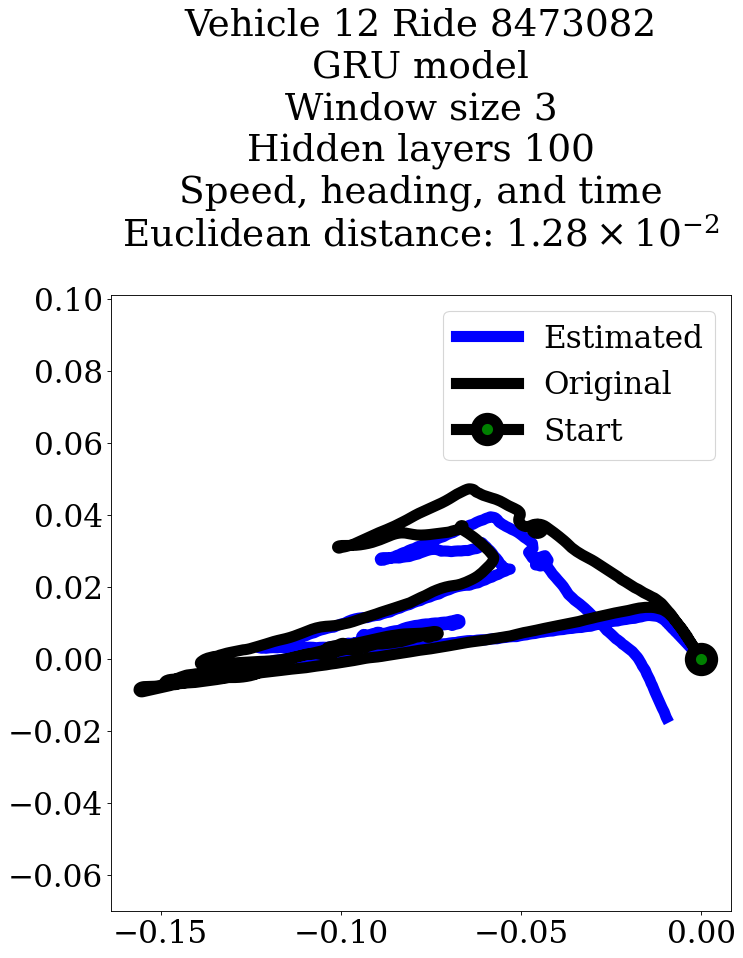 Vehicle 12 Ride 8473082
GRU model
Window size 3
Hidden layers 100
Speed, heading, and time
Euclidean distance: 1.28 × 10⁻²
Estimated
Original
Start
0.10
0.08
0.06
0.04
0.02
0.00
−0.02
−0.04
−0.06
−0.15 −0.10 −0.05 0.00